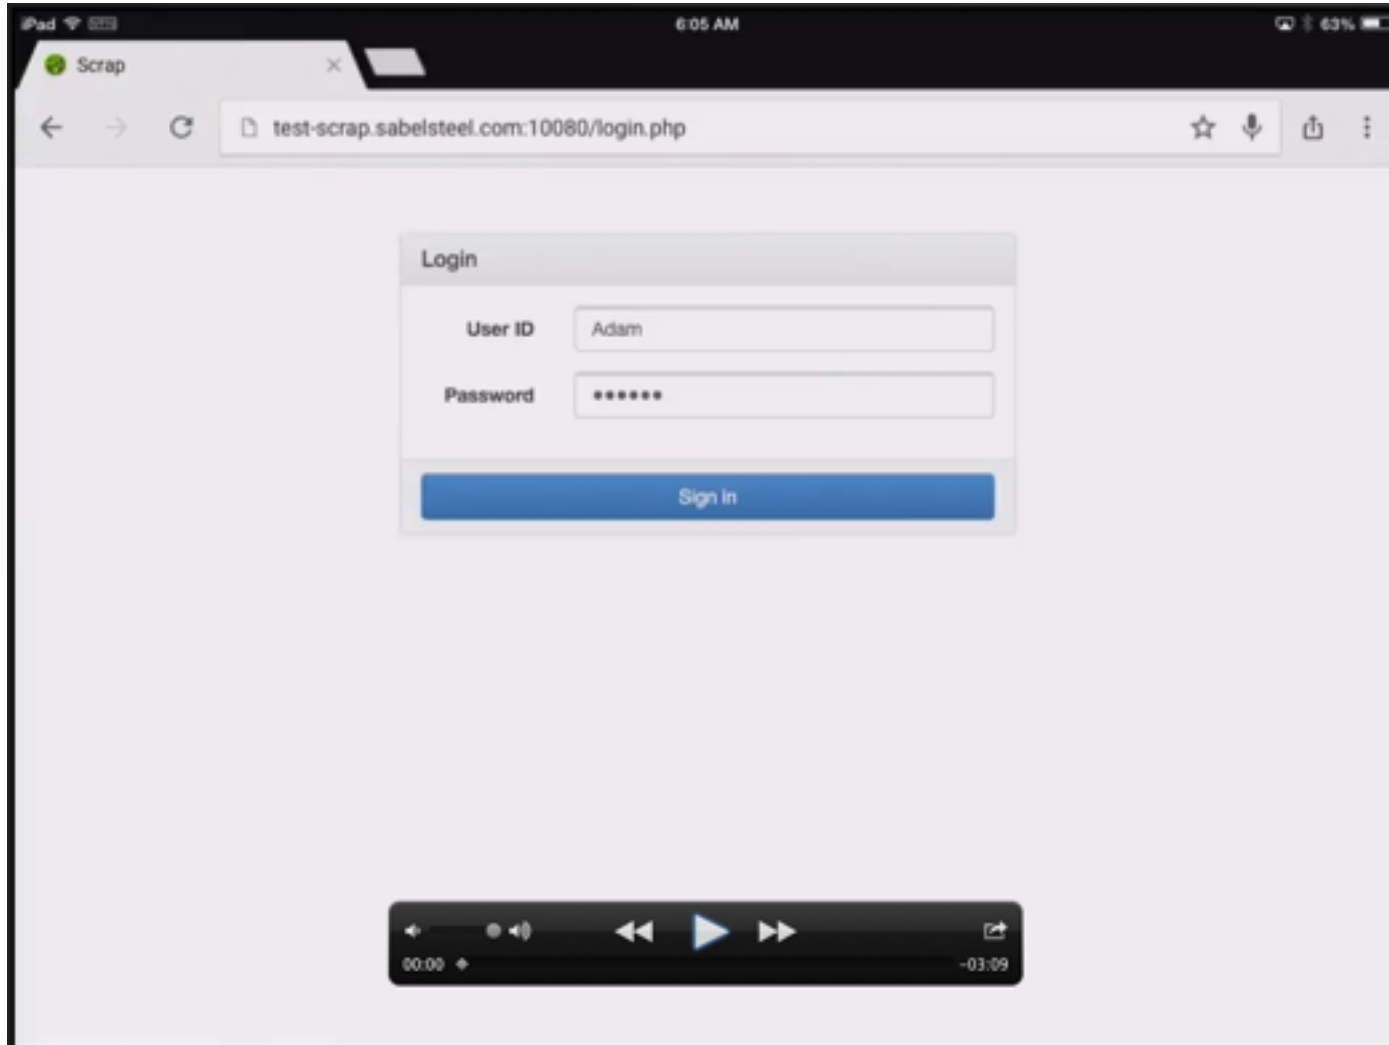 iPad
6:05 AM
63%
Scrap
test-scrap.sabelsteel.com:10080/login.php
Login
User ID
Adam
Password
••••••
Sign in
00:00
-03:09